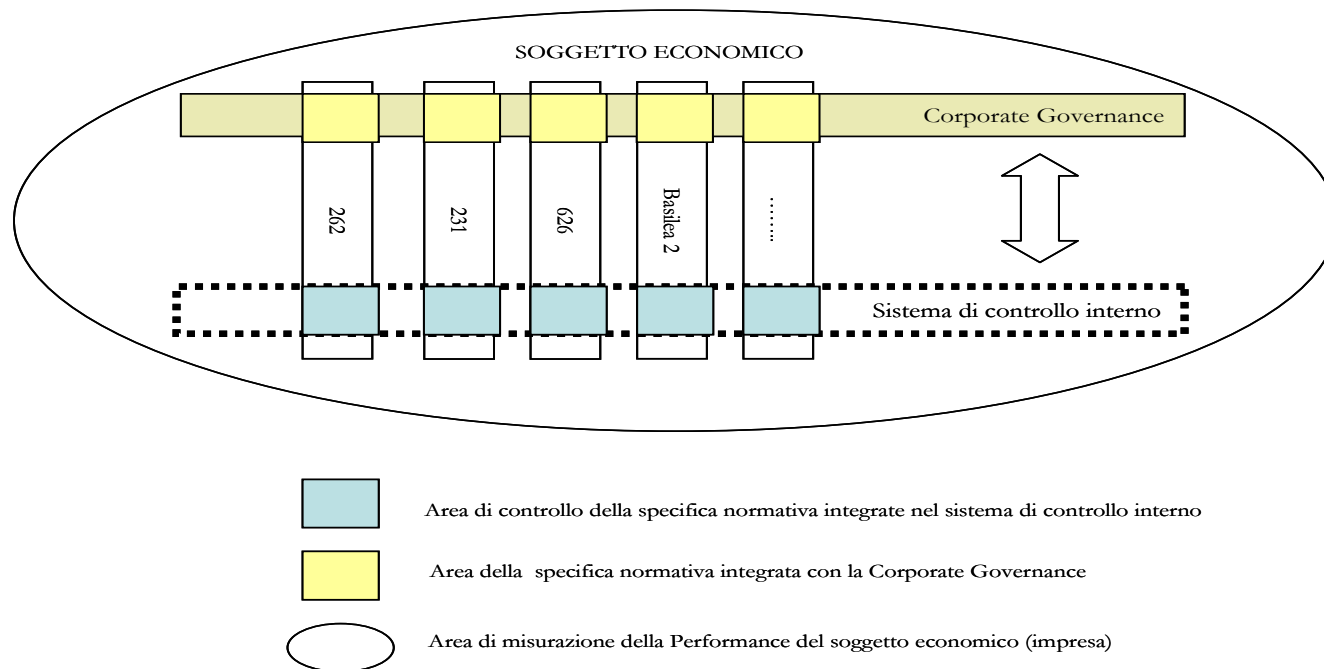 SOGGETTO ECONOMICO
Corporate Governance
262
231
626
Basilea 2
........
Sistema di controllo interno
Area di controllo della specifica normativa integrate nel sistema di controllo interno
Area della specifica normativa integrata con la Corporate Governance
Area di misurazione della Performance del soggetto economico (impresa)